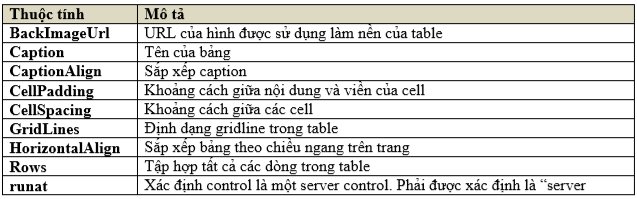 Thuộc tính Mô tả
BackImageUrl URL của hình được sử dụng làm nền của table
Caption Tên của bảng
CaptionAlign Sắp xếp caption
CellPadding Khoảng cách giữa nội dung và viền của cell
CellSpacing Khoảng cách giữa các cell
GridLines Định dạng gridline trong table
HorizontalAlign Sắp xếp bảng theo chiều ngang trên trang
Rows Tập hợp tất cả các dòng trong table
runat Xác định control là một server control. Phải được xác định là “server